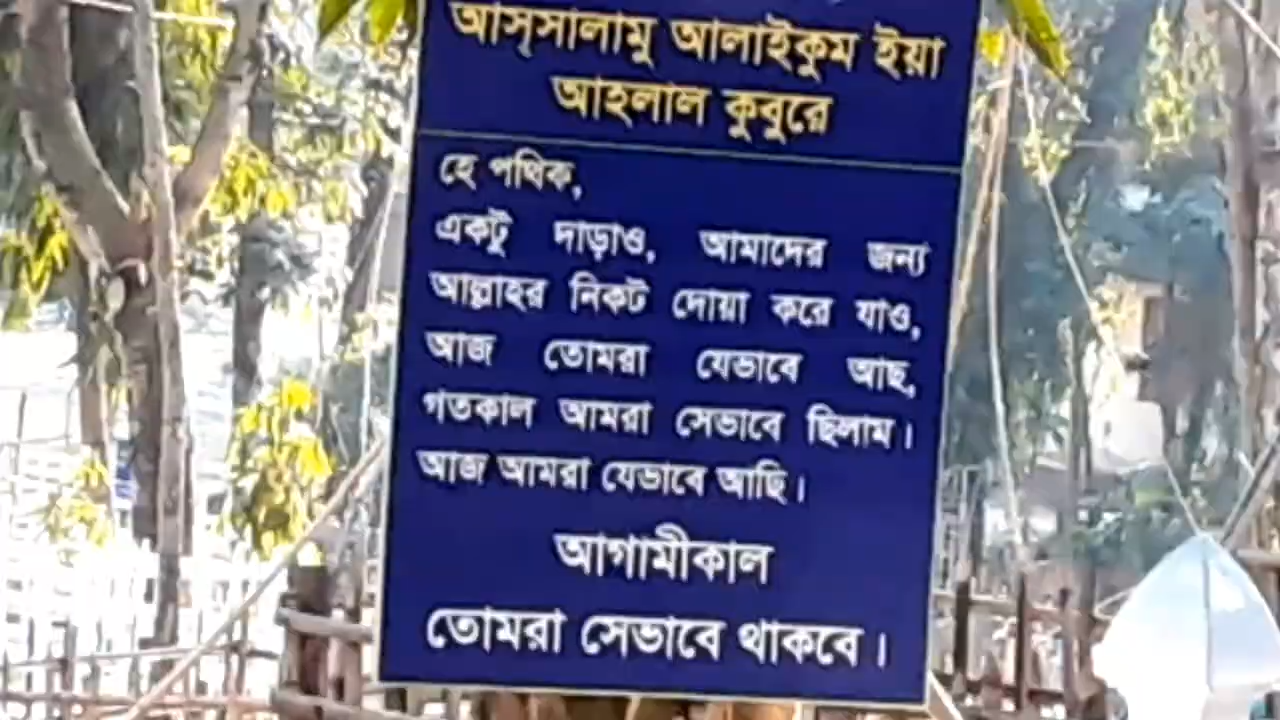 আস্সালামু আলাইকুম ইয়া
আহলাল কুবুরে
হে পথিক,
একটু দাড়াও, আমাদের জন্য
আল্লাহর নিকট দোয়া করে যাও,
আজ তোমরা যেভাবে আছ,
গতকাল আমরা সেভাবে ছিলাম।
আজ আমরা যেভাবে আছি।
আগামীকাল
তোমরা সেভাবে থাকবে।